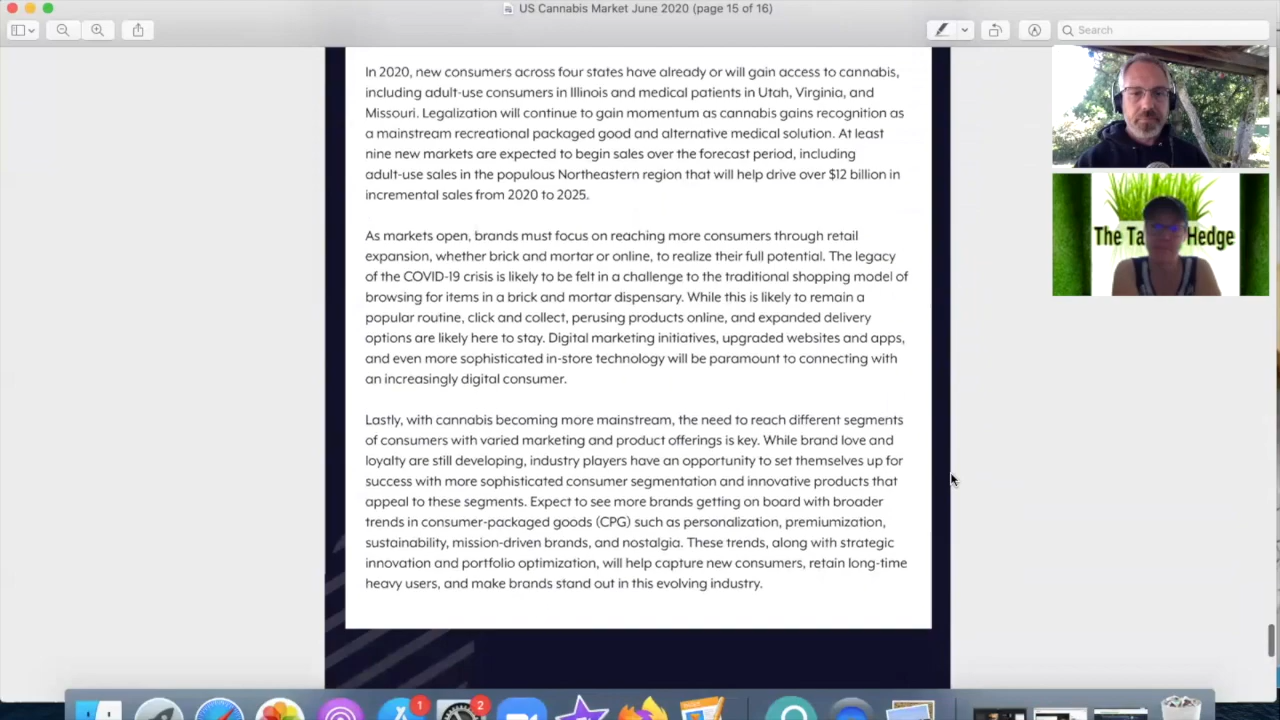 US Cannabis Market June 2020 (page 15 of 16)
Search
In 2020, new consumers across four states have already or will gain access to cannabis,
including adult-use consumers in Illinois and medical patients in Utah, Virginia, and
Missouri. Legalization will continue to gain momentum as cannabis gains recognition as
a mainstream recreational packaged good and alternative medical solution. At least
nine new markets are expected to begin sales over the forecast period, including
adult-use sales in the populous Northeastern region that will help drive over $12 billion in
incremental sales from 2020 to 2025.
As markets open, brands must focus on reaching more consumers through retail
expansion, whether brick and mortar or online, to realize their full potential. The legacy
of the COVID-19 crisis is likely to be felt in a challenge to the traditional shopping model of
browsing for items in a brick and mortar dispensary. While this is likely to remain a
popular routine, click and collect, perusing products online, and expanded delivery
options are likely here to stay. Digital marketing initiatives, upgraded websites and apps,
and even more sophisticated in-store technology will be paramount to connecting with
an increasingly digital consumer.
Lastly, with cannabis becoming more mainstream, the need to reach different segments
of consumers with varied marketing and product offerings is key. While brand love and
loyalty are still developing, industry players have an opportunity to set themselves up for
success with more sophisticated consumer segmentation and innovative products that
appeal to these segments. Expect to see more brands getting on board with broader
trends in consumer-packaged goods (CPG) such as personalization, premiumization,
sustainability, mission-driven brands, and nostalgia. These trends, along with strategic
innovation and portfolio optimization, will help capture new consumers, retain long-time
heavy users, and make brands stand out in this evolving industry.
The Ta Hedge
1
2